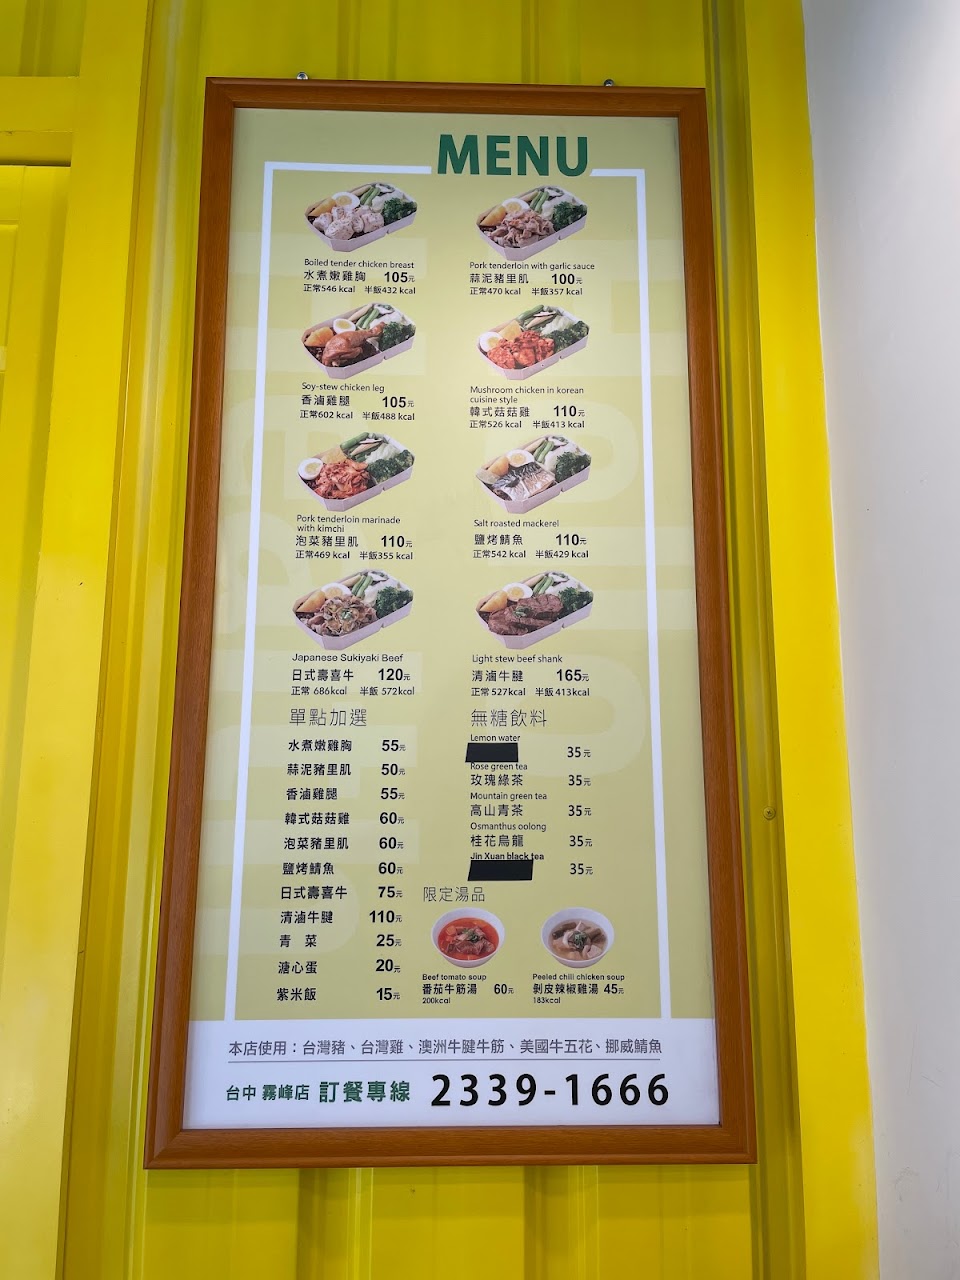 MENU
Boiled tender chicken breast
水煮嫩雞胸 105元
正常546 kcal 半飯432 kcal
Pork tenderloin with garlic sauce
蒜泥豬里肌 100元
正常470 kcal 半飯357 kcal
Soy-stew chicken leg
香滷雞腿 105元
正常602 kcal 半飯488 kcal
Mushroom chicken in korean
cuisine style
韓式菇菇雞 110元
正常526 kcal 半飯413 kcal
Pork tenderloin marinade
with kimchi
泡菜豬里肌 110元
正常469 kcal 半飯355 kcal
Salt roasted mackerel
鹽烤鯖魚 110元
正常542 kcal 半飯429 kcal
Japanese Sukiyaki Beef
日式壽喜牛 120元
正常 686kcal 半飯 572kcal
Light stew beef shank
清滷牛腱 165元
正常 527kcal 半飯 413kcal
單點加選
水煮嫩雞胸 55元
蒜泥豬里肌 50元
香滷雞腿 55元
韓式菇菇雞 60元
泡菜豬里肌 60元
鹽烤鯖魚 60元
日式壽喜牛 75元
清滷牛腱 110元
青 菜 25元
溏心蛋 20元
紫米飯 15元
無糖飲料
Lemon water
35元
Rose green tea
玫瑰綠茶 35元
Mountain green tea
高山青茶 35元
Osmanthus oolong
桂花烏龍 35元
Jin Xuan black tea
35元
限定湯品
Beef tomato soup
番茄牛筋湯 60元
200kcal
Peeled chili chicken soup
剝皮辣椒雞湯 45元
183kcal
本店使用：台灣豬、台灣雞、澳洲牛腱牛筋、美國牛五花、挪威鯖魚
台中 霧峰店 訂餐專線 2339-1666